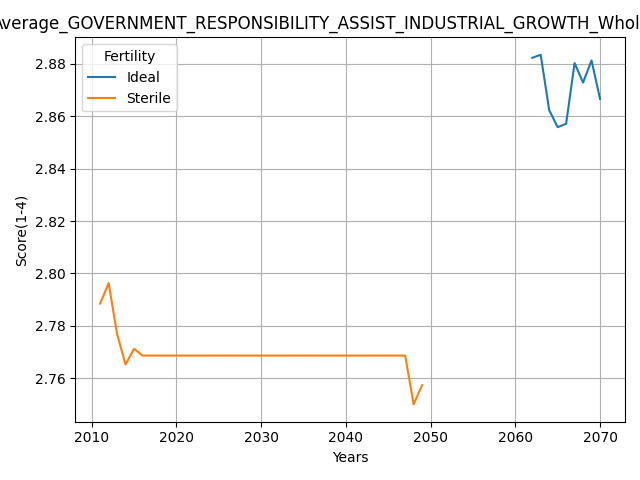 Average_GOVERNMENT_RESPONSIBILITY_ASSIST_INDUSTRIAL_GROWTH_Whol
Fertility
Ideal
Sterile
2.88
2.86
2.84
2.82
2.80
2.78
2.76
Score(1-4)
2010 2020 2030 2040 2050 2060 2070
Years